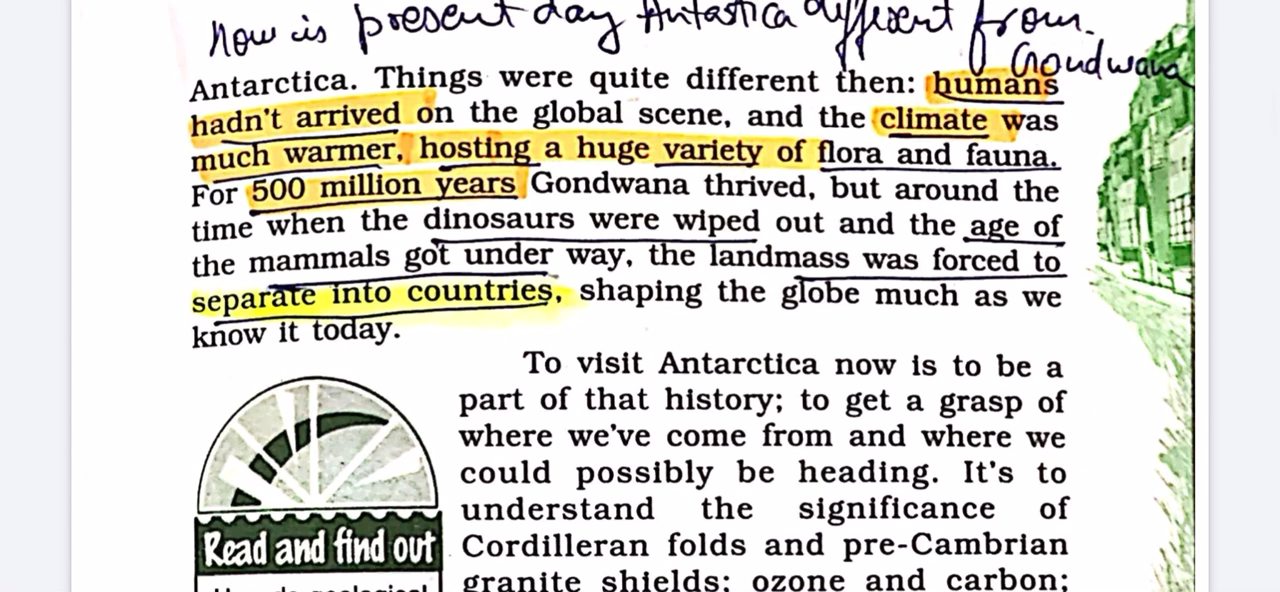 How is present day Antastica different from
Gondwana
Antarctica. Things were quite different then: humans
hadn't arrived on the global scene, and the climate was
much warmer, hosting a huge variety of flora and fauna.
For 500 million years Gondwana thrived, but around the
time when the dinosaurs were wiped out and the age of
the mammals got under way, the landmass was forced to
separate into countries, shaping the globe much as we
know it today.
To visit Antarctica now is to be a
part of that history; to get a grasp of
where we've come from and where we
could possibly be heading. It's to
understand the significance of
Cordilleran folds and pre-Cambrian
granite shields; ozone and carbon;
Read and find out